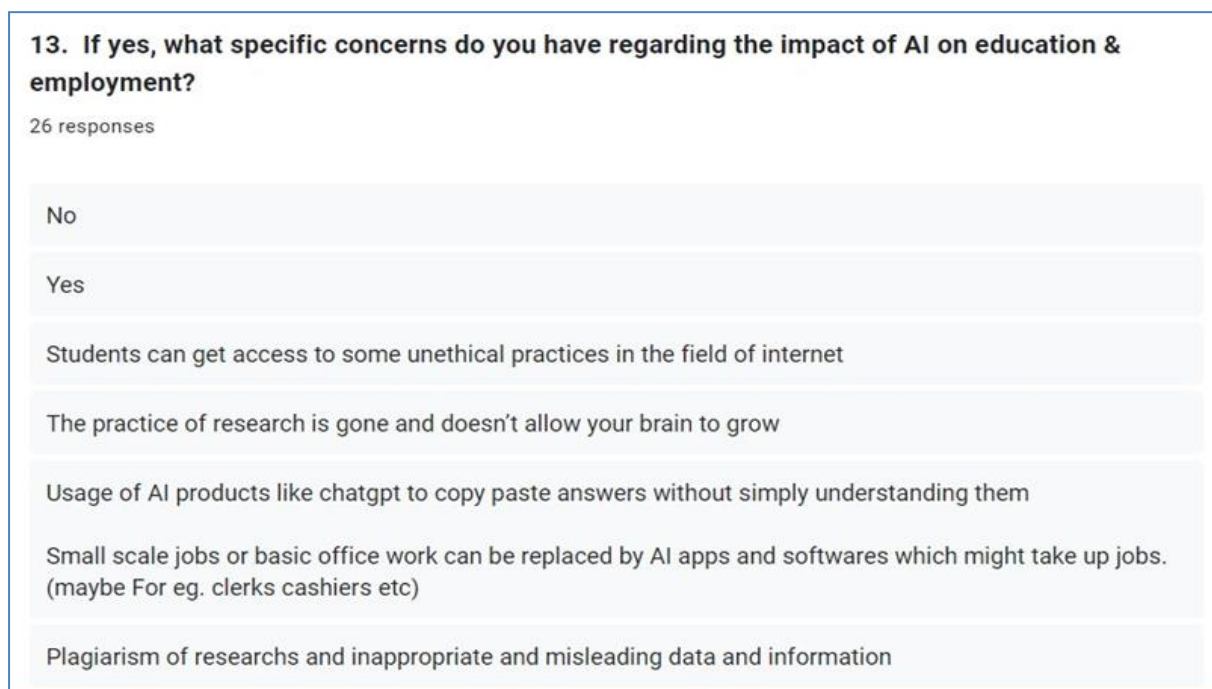 13. If yes, what specific concerns do you have regarding the impact of AI on education &
employment?
26 responses
No
Yes
Students can get access to some unethical practices in the field of internet
The practice of research is gone and doesn’t allow your brain to grow
Usage of AI products like chatgpt to copy paste answers without simply understanding them
Small scale jobs or basic office work can be replaced by AI apps and softwares which might take up jobs.
(maybe For eg. clerks cashiers etc)
Plagiarism of researchs and inappropriate and misleading data and information